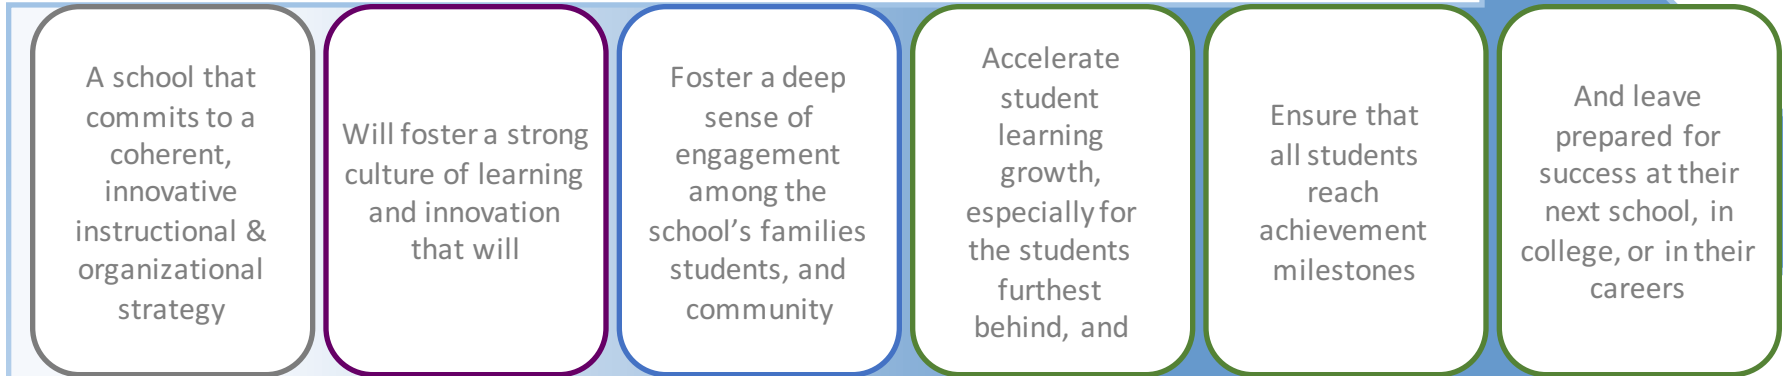 A school that
commits to a
coherent,
innovative
instructional &
organizational
strategy
Will foster a strong
culture of learning
and innovation
that will
Foster a deep
sense of
engagement
among the
school’s families
students, and
community
Accelerate
student
learning
growth,
especially for
the students
furthest
behind, and
Ensure that
all students
reach
achievement
milestones
And leave
prepared for
success at their
next school, in
college, or in their
careers